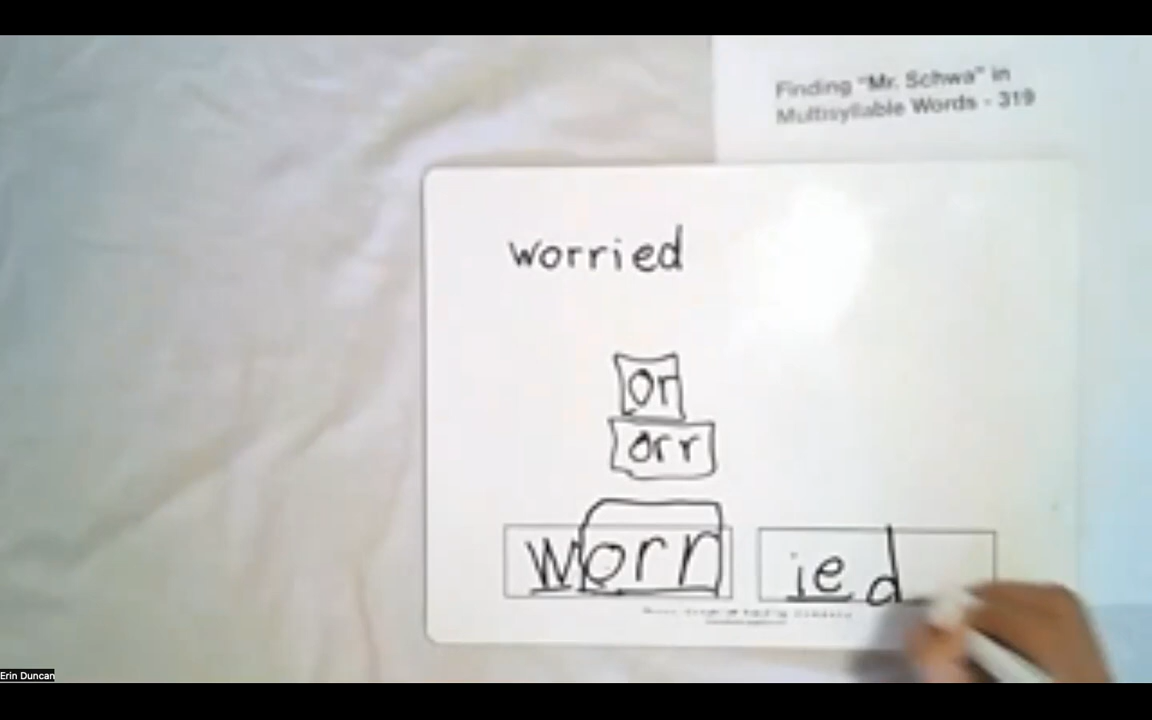 Finding "Mr. Schwa" in
Multisyllable Words - 319
worried
or
orr
worr ied
Erin Duncan